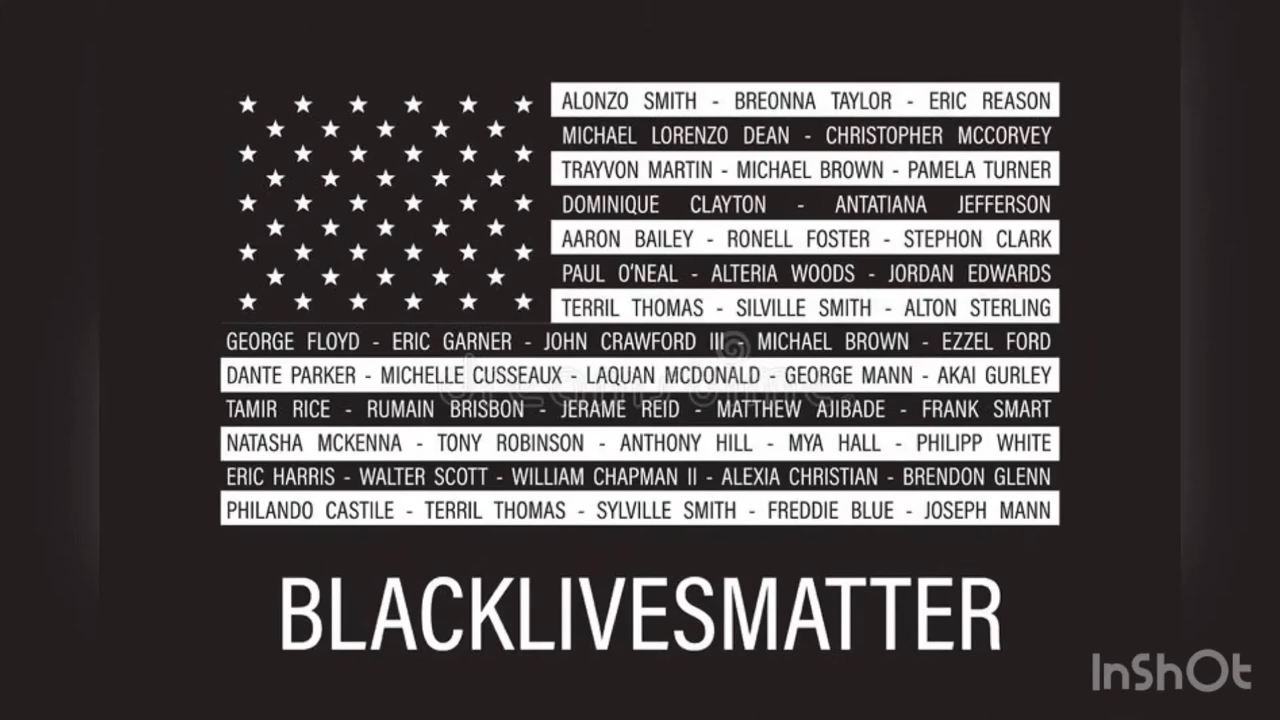 ALONZO SMITH - BREONNA TAYLOR - ERIC REASON
MICHAEL LORENZO DEAN - CHRISTOPHER MCCORVEY
TRAYVON MARTIN - MICHAEL BROWN - PAMELA TURNER
DOMINIQUE CLAYTON - ANTATIANA JEFFERSON
AARON BAILEY - RONELL FOSTER - STEPHON CLARK
PAUL O'NEAL - ALTERIA WOODS - JORDAN EDWARDS
TERRIL THOMAS - SILVILLE SMITH - ALTON STERLING
GEORGE FLOYD - ERIC GARNER - JOHN CRAWFORD III - MICHAEL BROWN - EZZEL FORD
DANTE PARKER - MICHELLE CUSSEAUX - LAQUAN MCDONALD - GEORGE MANN - AKAI GURLEY
TAMIR RICE - RUMAIN BRISBON - JERAME REID - MATTHEW AJIBADE - FRANK SMART
NATASHA MCKENNA - TONY ROBINSON - ANTHONY HILL - MYA HALL - PHILIPP WHITE
ERIC HARRIS - WALTER SCOTT - WILLIAM CHAPMAN II - ALEXIA CHRISTIAN - BRENDON GLENN
PHILANDO CASTILE - TERRIL THOMAS - SYLVILLE SMITH - FREDDIE BLUE - JOSEPH MANN
BLACKLIVESMATTER
InShOt